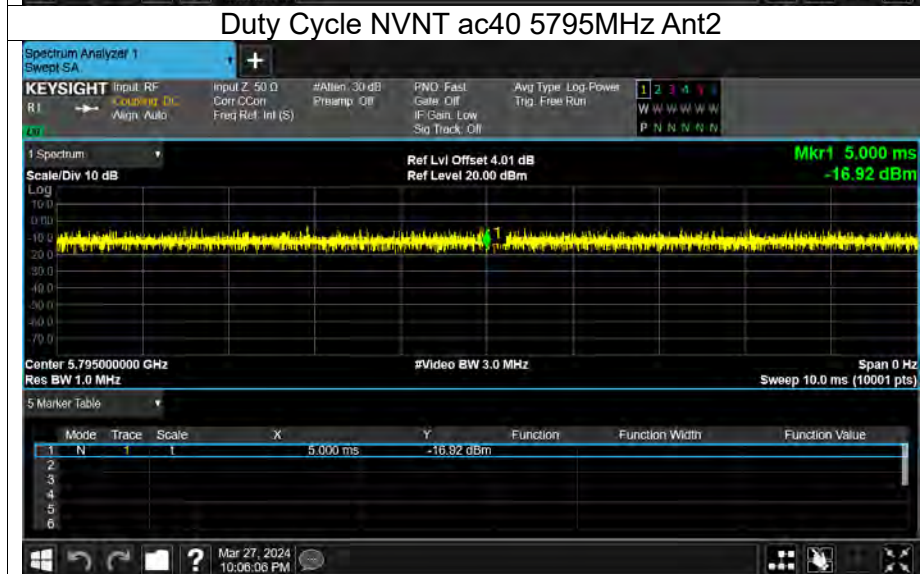 Duty Cycle NVNT ac40 5795MHz Ant2
Spectrum Analyzer 1
Swept SA
+
KEYSIGHT Input: RF Input Z: 50 Ω #Atten: 30 dB PNO: Fast Avg Type: Log-Power 1 2 3 4 5 6
Coupling: DC Corr CCorr Preamp: Off Gate: Off Trig: Free Run W W W W W W
Align: Auto Freq Ref: Int (S) IF Gain: Low
Sig Track: Off P N N N N N
1 Spectrum
Ref Lvl Offset 4.01 dB Mkr1 5.000 ms
Scale/Div 10 dB Ref Level 20.00 dBm -16.92 dBm
Log
10.0
0.00
-10.0
-20.0
-30.0
-40.0
-50.0
-60.0
-70.0
1
Center 5.795000000 GHz #Video BW 3.0 MHz Span 0 Hz
Res BW 1.0 MHz Sweep 10.0 ms (10001 pts)
5 Marker Table
Mode Trace Scale X Y Function Function Width Function Value
1 N 1 t 5.000 ms -16.92 dBm
2
3
4
5
6
? Mar 27, 2024
10:06:06 PM